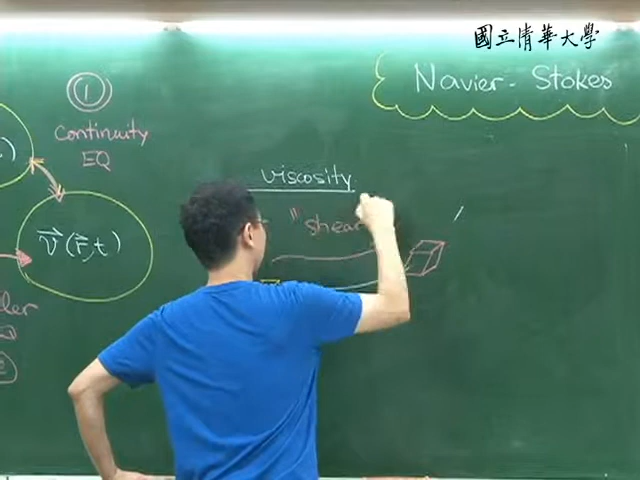 國立清華大學
Navier-Stokes
①
Continuity
EQ
viscosity
"shear
v(r,t)